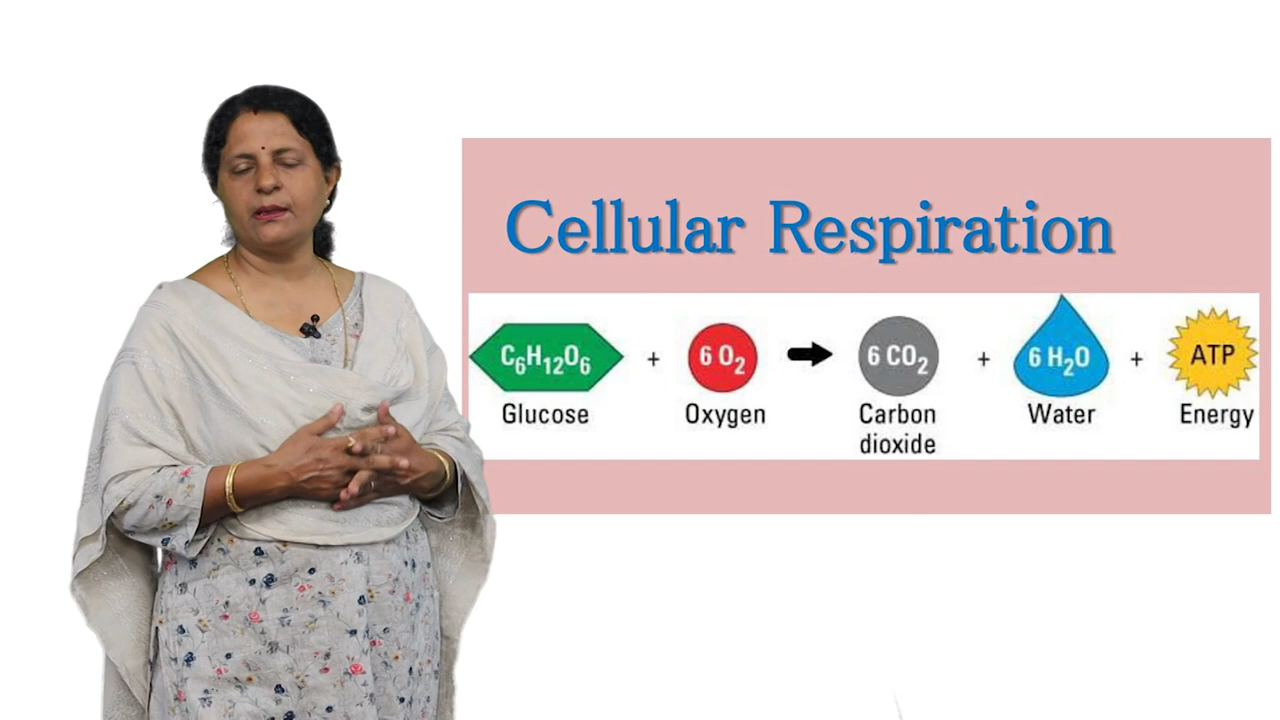 Cellular Respiration
C₆H₁₂O₆ + 6 O₂ → 6 CO₂ + 6 H₂O + ATP
Glucose Oxygen Carbon dioxide Water Energy